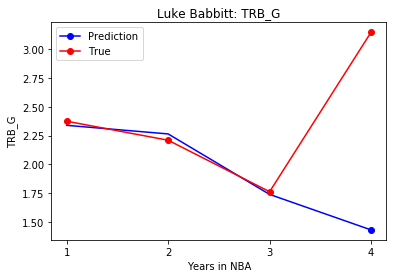 Luke Babbitt: TRB_G
Prediction
True
3.00
2.75
2.50
2.25
2.00
1.75
1.50
TRB_G
1
2
3
4
Years in NBA